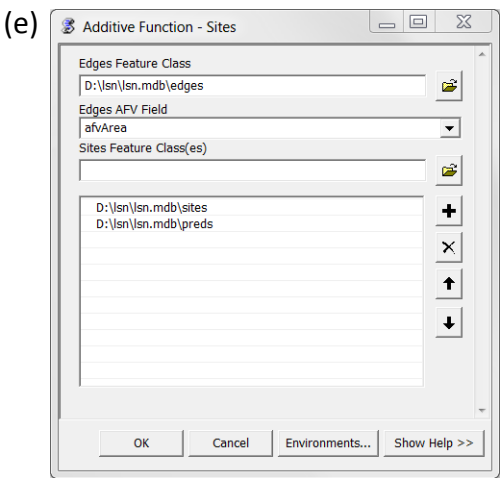 (e)
Additive Function - Sites
Edges Feature Class
D:\lsn\lsn.mdb\edges
Edges AFV Field
afvArea
Sites Feature Class(es)
D:\lsn\lsn.mdb\sites
D:\lsn\lsn.mdb\preds
OK Cancel Environments... Show Help >>